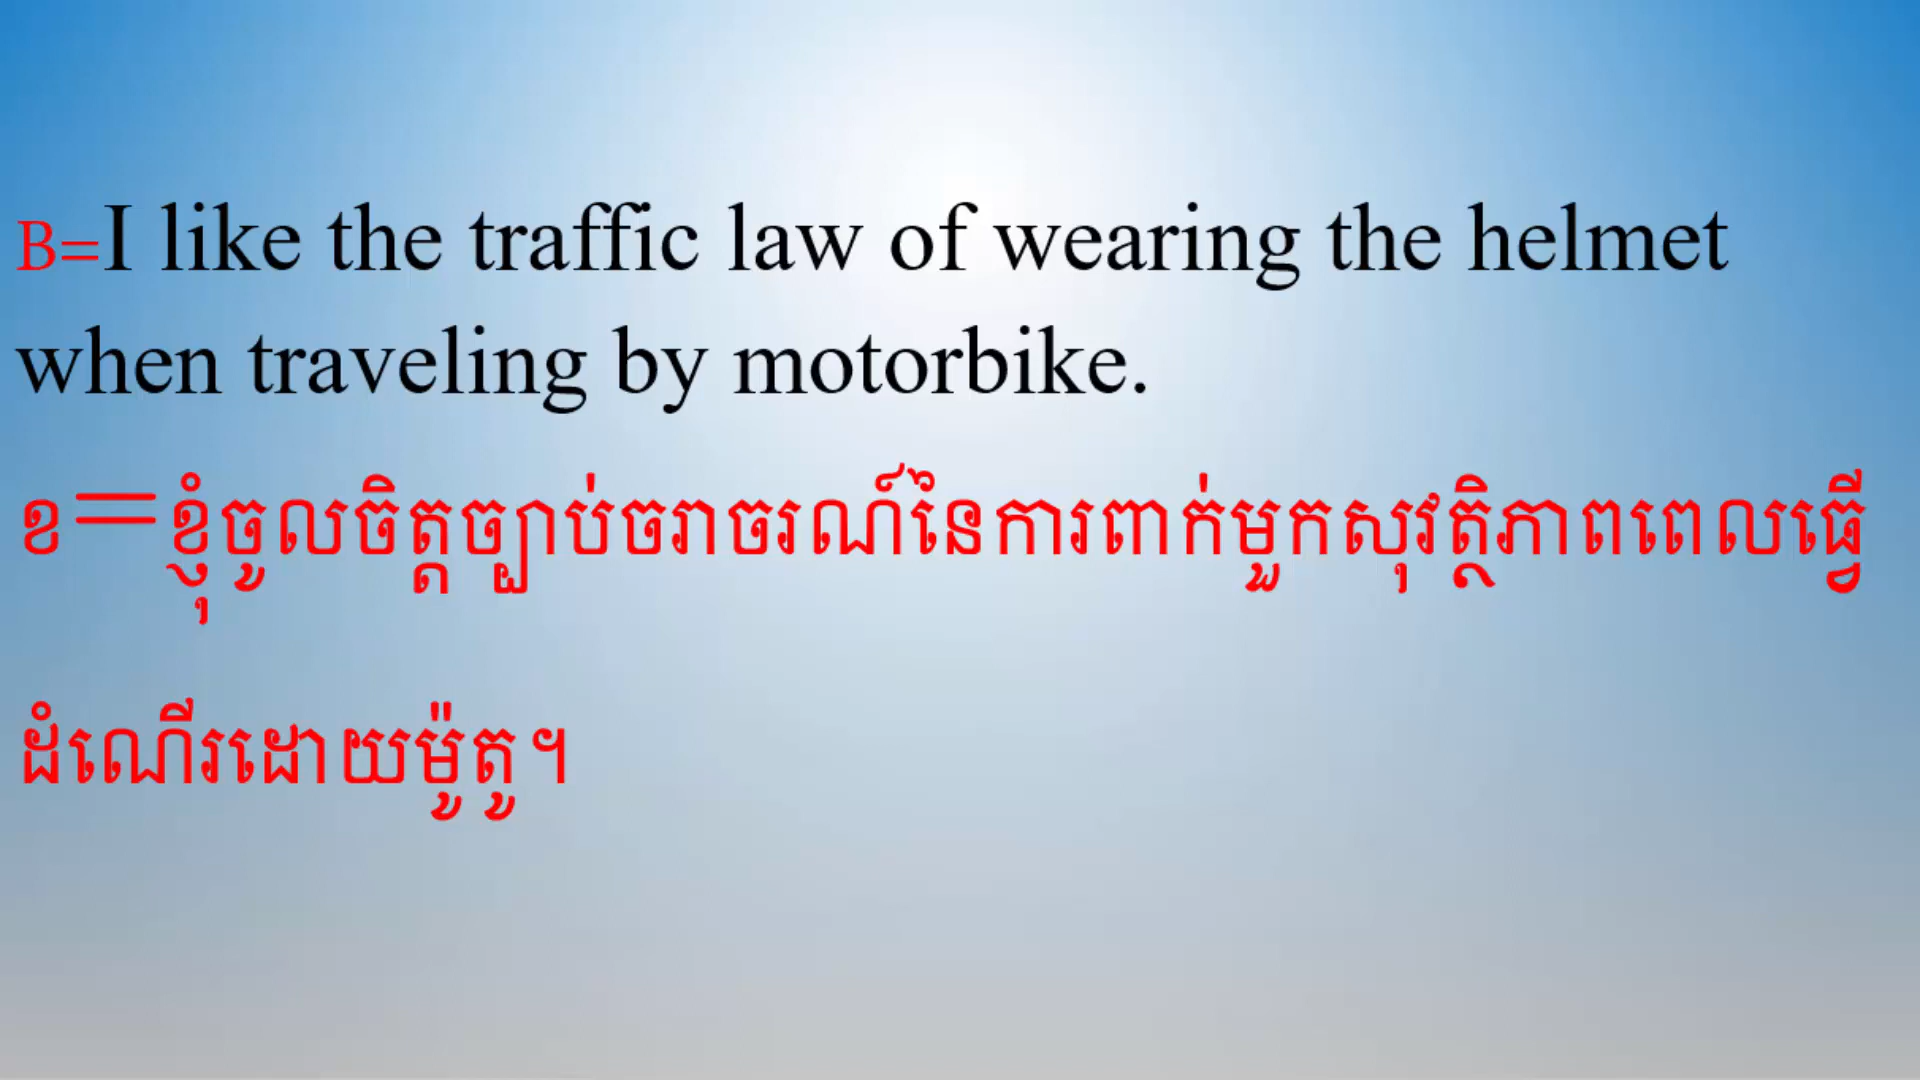 B=I like the traffic law of wearing the helmet
when traveling by motorbike.
ខ=ខ្ញុំចូលចិត្តច្បាប់ចរាចរណ៍នៃការពាក់មួកសុវត្ថិភាពពេលធ្វើ
ដំណើរដោយម៉ូតូ។